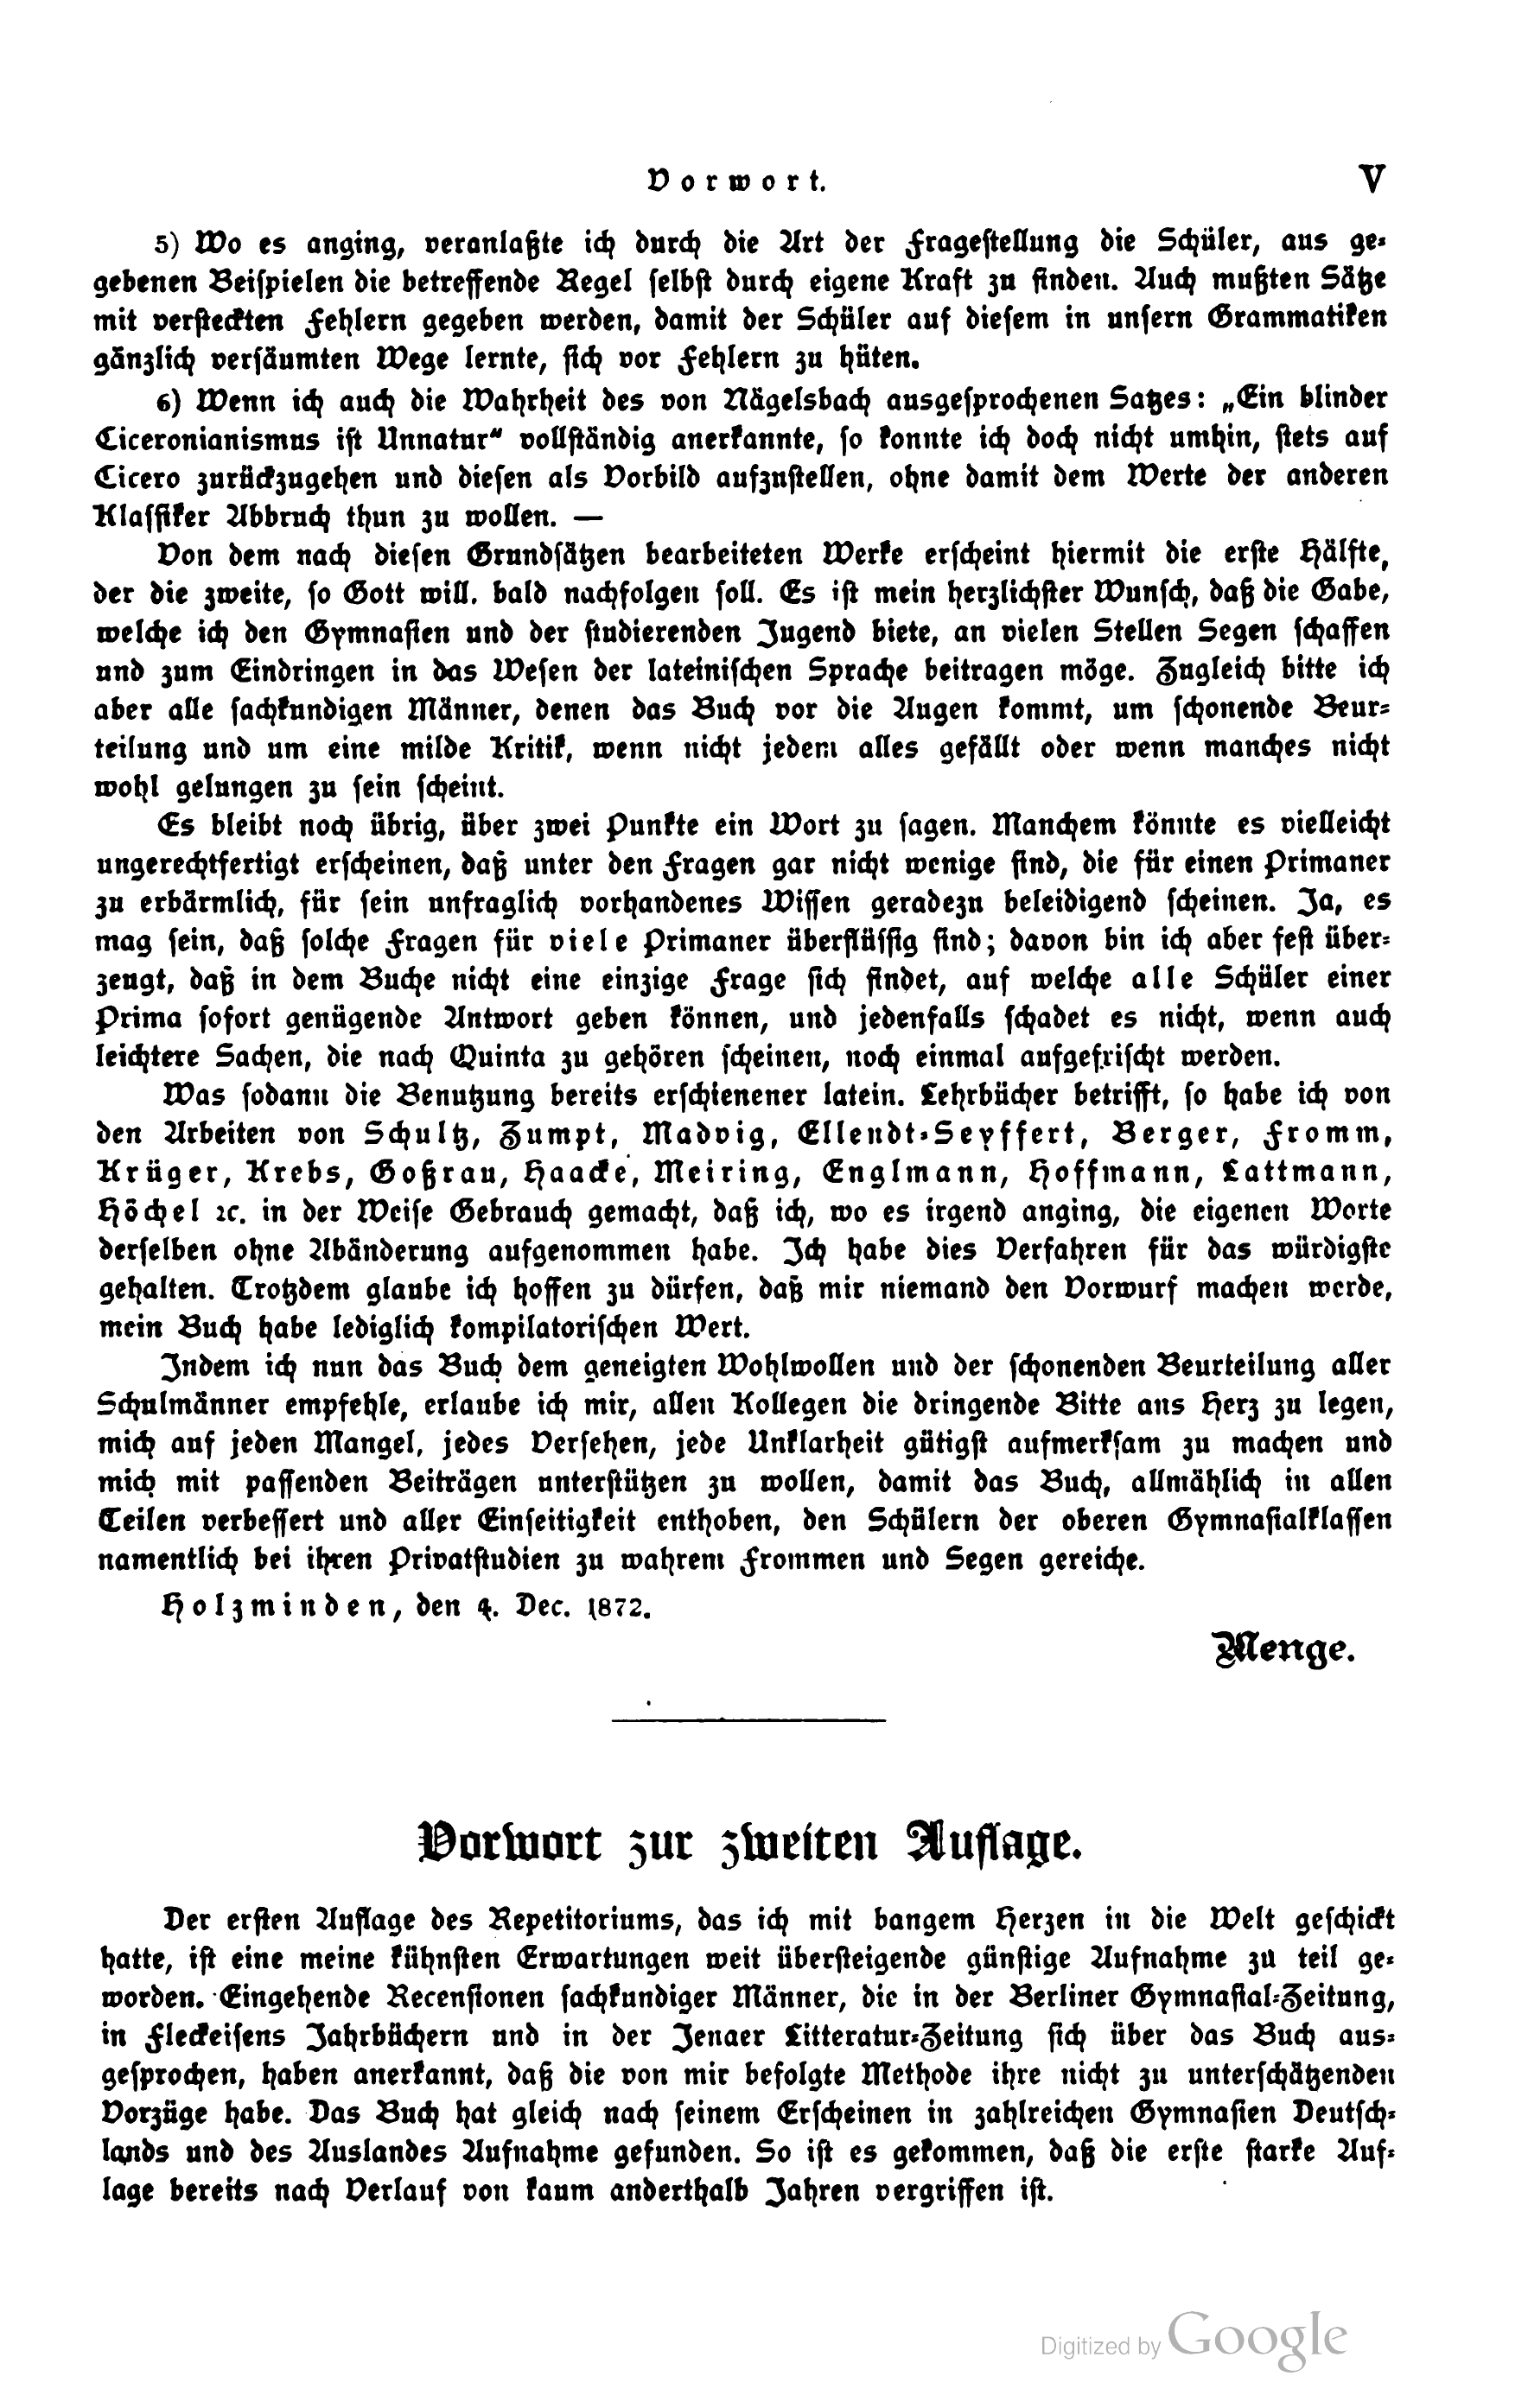 Vorwort.
V
5) Wo es anging, veranlaßte ich durch die Art der Fragestellung die Schüler, aus ge-
gebenen Beispielen die betreffende Regel selbst durch eigene Kraft zu finden. Auch mußten Sätze
mit versteckten Fehlern gegeben werden, damit der Schüler auf diesem in unsern Grammatiken
gänzlich versäumten Wege lernte, sich vor Fehlern zu hüten.
6) Wenn ich auch die Wahrheit des von Nägelsbach ausgesprochenen Satzes: „Ein blinder
Ciceronianismus ist Unnatur“ vollständig anerkannte, so konnte ich doch nicht umhin, stets auf
Cicero zurückzugehen und diesen als Vorbild aufzustellen, ohne damit dem Werte der anderen
Klassiker Abbruch thun zu wollen. —
Von dem nach diesen Grundsätzen bearbeiteten Werke erscheint hiermit die erste Hälfte,
der die zweite, so Gott will, bald nachfolgen soll. Es ist mein herzlichster Wunsch, daß die Gabe,
welche ich den Gymnasien und der studierenden Jugend biete, an vielen Stellen Segen schaffen
und zum Eindringen in das Wesen der lateinischen Sprache beitragen möge. Zugleich bitte ich
aber alle sachkundigen Männer, denen das Buch vor die Augen kommt, um schonende Beur-
teilung und um eine milde Kritik, wenn nicht jedem alles gefällt oder wenn manches nicht
wohl gelungen zu sein scheint.
Es bleibt noch übrig, über zwei Punkte ein Wort zu sagen. Manchem könnte es vielleicht
ungerechtfertigt erscheinen, daß unter den Fragen gar nicht wenige sind, die für einen Primaner
zu erbärmlich, für sein unfraglich vorhandenes Wissen geradezu beleidigend scheinen. Ja, es
mag sein, daß solche Fragen für viele Primaner überflüssig sind; davon bin ich aber fest über-
zeugt, daß in dem Buche nicht eine einzige Frage sich findet, auf welche alle Schüler einer
Prima sofort genügende Antwort geben können, und jedenfalls schadet es nicht, wenn auch
leichtere Sachen, die nach Quinta zu gehören scheinen, noch einmal aufgefrischt werden.
Was sodann die Benutzung bereits erschienener latein. Lehrbücher betrifft, so habe ich von
den Arbeiten von Schultz, Zumpt, Madvig, Ellendt-Seyffert, Berger, Fromm,
Krüger, Krebs, Goßrau, Haacke, Meiring, Englmann, Hoffmann, Lattmann,
Höchel ꝛc. in der Weise Gebrauch gemacht, daß ich, wo es irgend anging, die eigenen Worte
derselben ohne Abänderung aufgenommen habe. Ich habe dies Verfahren für das würdigste
gehalten. Trotzdem glaube ich hoffen zu dürfen, daß mir niemand den Vorwurf machen werde,
mein Buch habe lediglich kompilatorischen Wert.
Indem ich nun das Buch dem geneigten Wohlwollen und der schonenden Beurteilung aller
Schulmänner empfehle, erlaube ich mir, allen Kollegen die dringende Bitte ans Herz zu legen,
mich auf jeden Mangel, jedes Versehen, jede Unklarheit gütigst aufmerksam zu machen und
mich mit passenden Beiträgen unterstützen zu wollen, damit das Buch, allmählich in allen
Teilen verbessert und aller Einseitigkeit enthoben, den Schülern der oberen Gymnasialklassen
namentlich bei ihren Privatstudien zu wahrem Frommen und Segen gereiche.
Holzminden, den 4. Dec. 1872.
Menge.
Vorwort zur zweiten Auflage.
Der ersten Auflage des Repetitoriums, das ich mit bangem Herzen in die Welt geschickt
hatte, ist eine meine kühnsten Erwartungen weit übersteigende günstige Aufnahme zu teil ge-
worden. Eingehende Recensionen sachkundiger Männer, die in der Berliner Gymnasial-Zeitung,
in Fleckeisens Jahrbüchern und in der Jenaer Litteratur-Zeitung sich über das Buch aus-
gesprochen, haben anerkannt, daß die von mir befolgte Methode ihre nicht zu unterschätzenden
Vorzüge habe. Das Buch hat gleich nach seinem Erscheinen in zahlreichen Gymnasien Deutsch-
lands und des Auslandes Aufnahme gefunden. So ist es gekommen, daß die erste starke Auf-
lage bereits nach Verlauf von kaum anderthalb Jahren vergriffen ist.
Digitized by Google